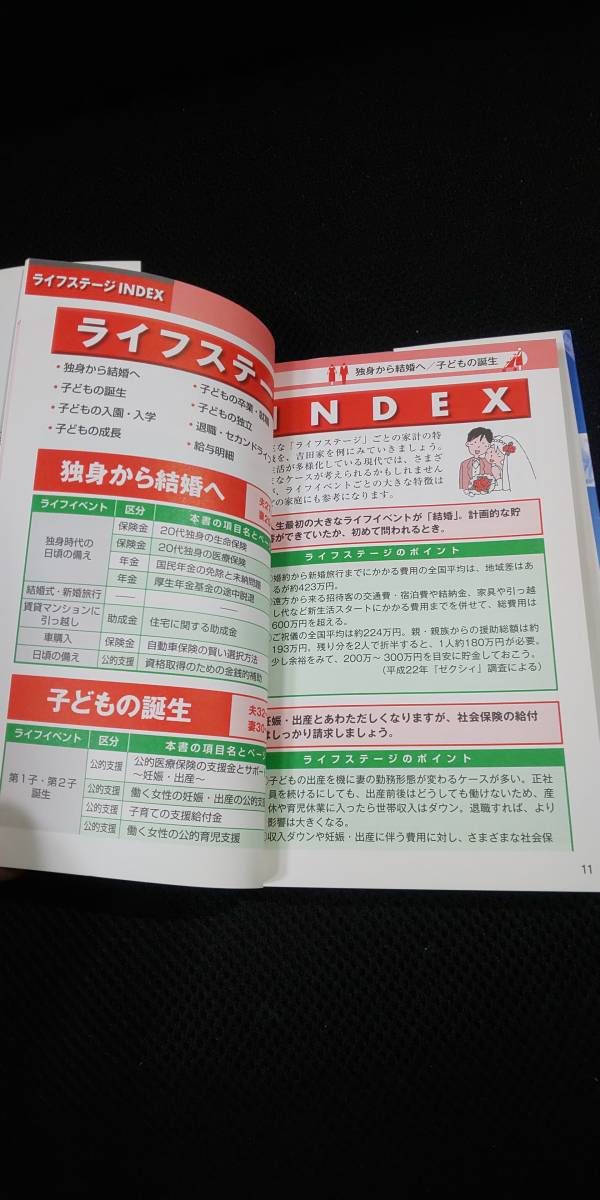 ライフステージ INDEX
ライフステー
・独身から結婚へ
・子どもの誕生
・子どもの入園・入学
・子どもの成長
・子どもの卒業・就職
・子どもの独立
・退職・セカンドライフ
・給与明細
独身から結婚へ
ライフイベント 区分 本書の項目名とペー
独身時代の
日頃の備え
保険金 20代独身の生命保険
保険金 20代独身の医療保険
年金 国民年金の免除と未納問題
年金 厚生年金基金の途中脱退
結婚式・新婚旅行 —— ——
賃貸マンションに
引っ越し
助成金 住宅に関する助成金
車購入 保険金 自動車保険の賢い選択方法
日頃の備え 公的支援 資格取得のための金銭的補助
子どもの誕生
夫32
妻30
ライフイベント 区分 本書の項目名とペー
第1子・第2子
誕生
公的支援 公的医療保険の支援金とサポー
〜妊娠・出産〜
公的支援 働く女性の妊娠・出産の公的支
公的支援 子育ての支援給付金
公的支援 働く女性の公的育児支援
独身から結婚へ/子どもの誕生
INDEX
な「ライフステージ」ごとの家計の特
を、吉田家を例にみていきましょう。
活が多様化している現代では、さまざ
なケースが考えられるかもしれません
が、ライフイベントごとの大きな特徴は
の家庭にも参考になります。
人生最初の大きなライフイベントが「結婚」。計画的な貯
ができていたか、初めて問われるとき。
ライフステージのポイント
婚約から新婚旅行までにかかる費用の全国平均は、地域差はあ
るが約423万円。
遠方から来る招待客の交通費・宿泊費や結納金、家具や引っ越
し代など新生活スタートにかかる費用までを併せて、総費用は
600万円を超える。
ご祝儀の全国平均は約224万円。親・親族からの援助総額は約
193万円。残り分を2人で折半すると、1人約180万円が必要。
少し余裕をみて、200万〜300万円を目安に貯金しておこう。
(平成22年「ゼクシィ」調査による)
妊娠・出産とあわただしくなりますが、社会保険の給付
はしっかり請求しましょう。
ライフステージのポイント
子どもの出産を機に妻の勤務形態が変わるケースが多い。正社
員を続けるにしても、出産前後はどうしても働けないため、産
休や育児休業に入ったら世帯収入はダウン。退職すれば、より
影響は大きくなる。
収入ダウンや妊娠・出産に伴う費用に対し、さまざまな社会保
11